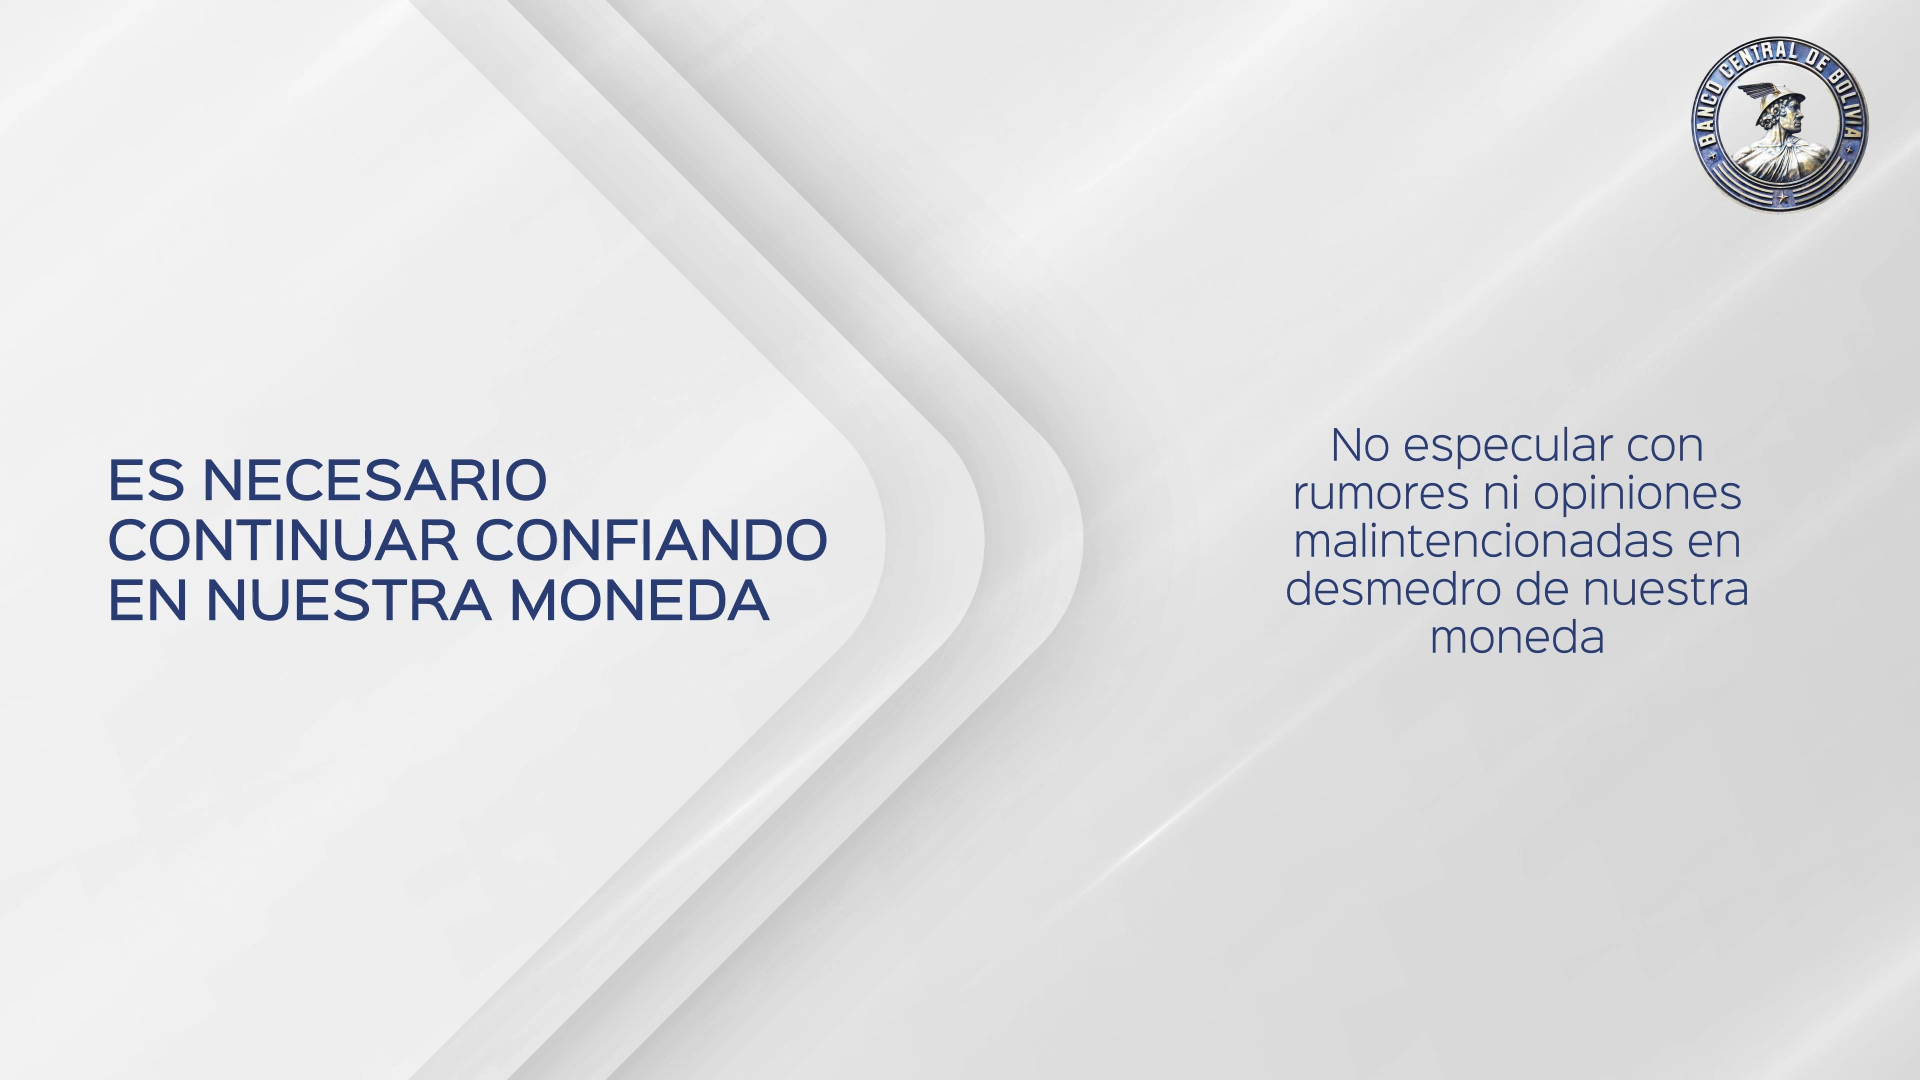 BANCO CENTRAL DE BOLIVIA
ES NECESARIO
CONTINUAR CONFIANDO
EN NUESTRA MONEDA
No especular con
rumores ni opiniones
malintencionadas en
desmedro de nuestra
moneda